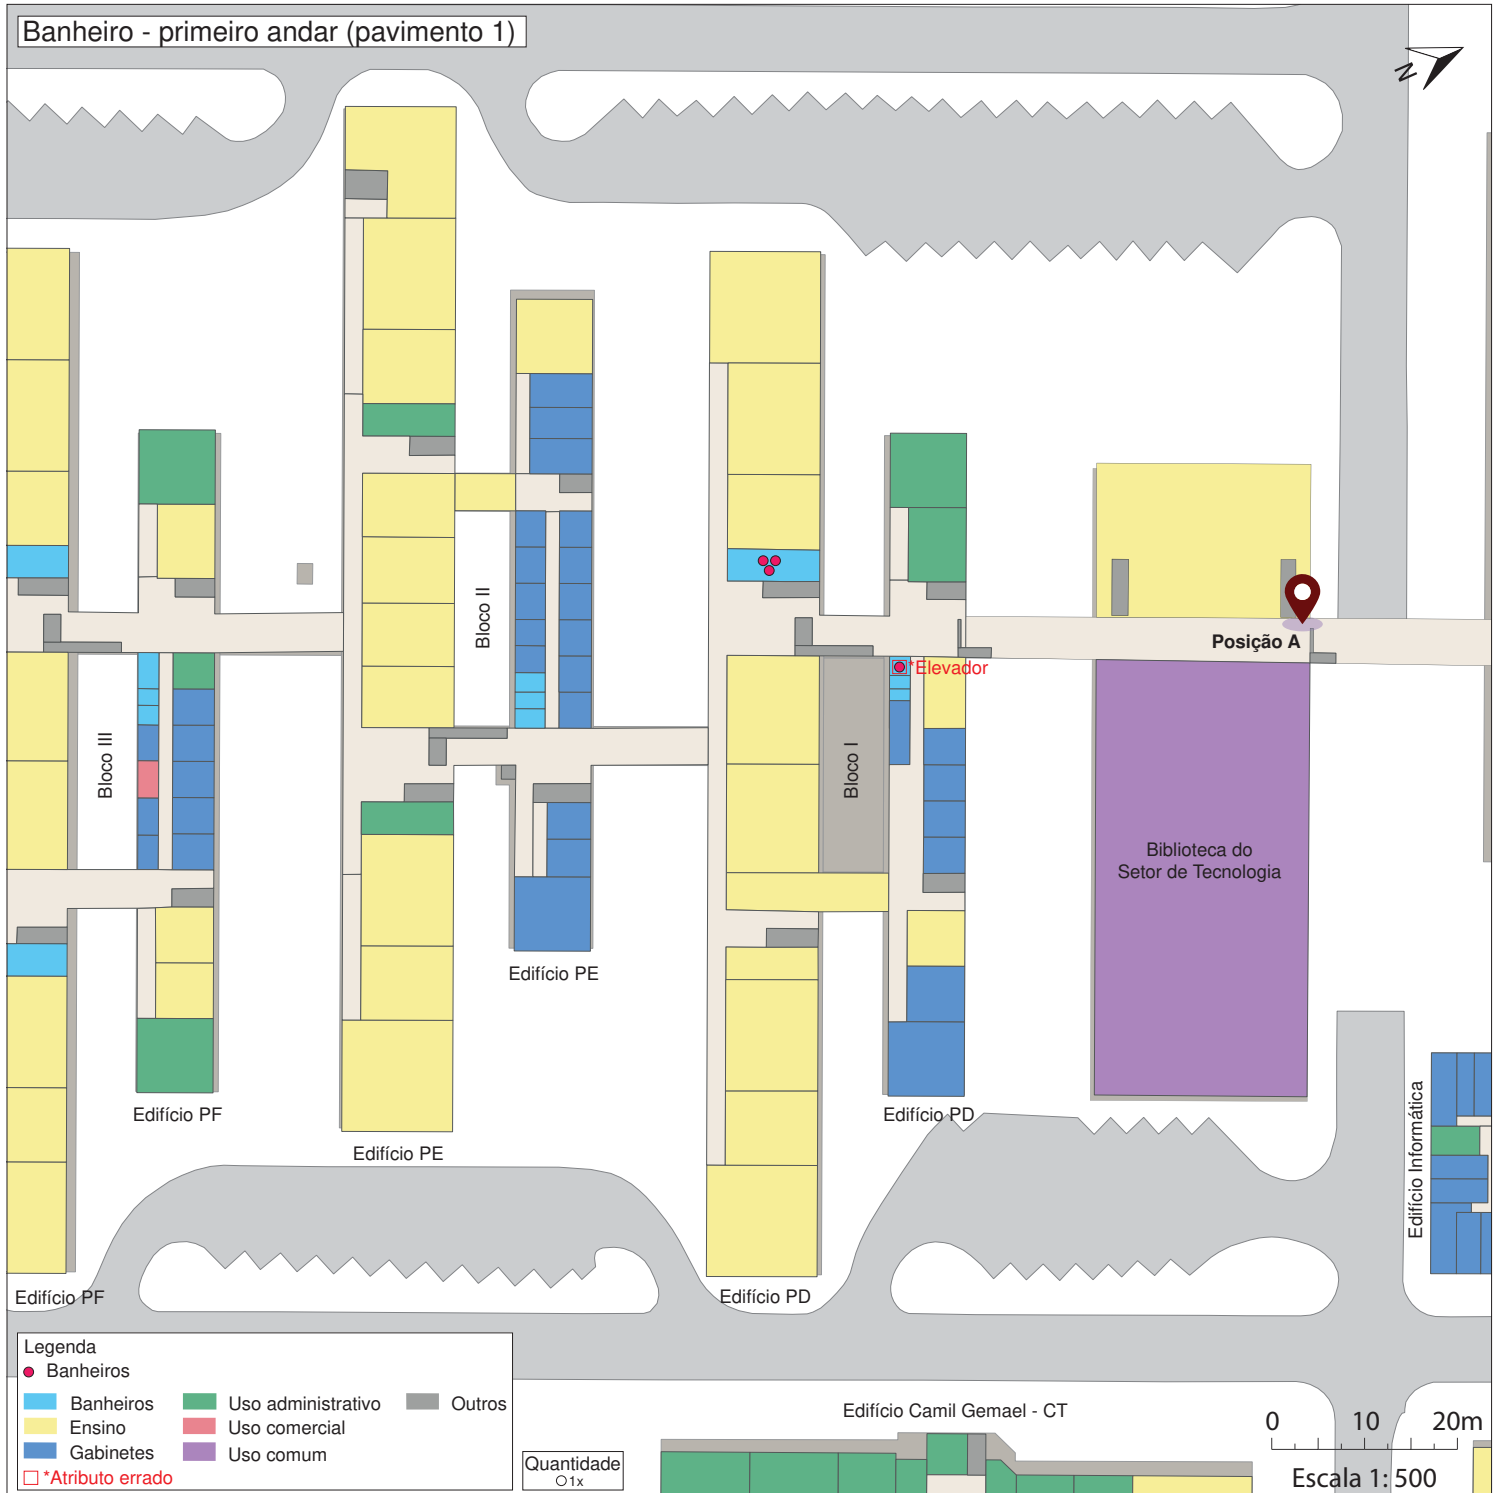 Banheiro - primeiro andar (pavimento 1)
N
Bloco II
Posição A
*Elevador
Bloco III
Bloco I
Biblioteca do
Setor de Tecnologia
Edifício PE
Edifício PF
Edifício PD
Edifício PE
Edifício Informática
Edifício PF
Edifício PD
Legenda
Banheiros
Banheiros
Uso administrativo
Outros
Ensino
Uso comercial
Gabinetes
Uso comum
*Atributo errado
Quantidade
1x
Edifício Camil Gemael - CT
0 10 20m
Escala 1: 500